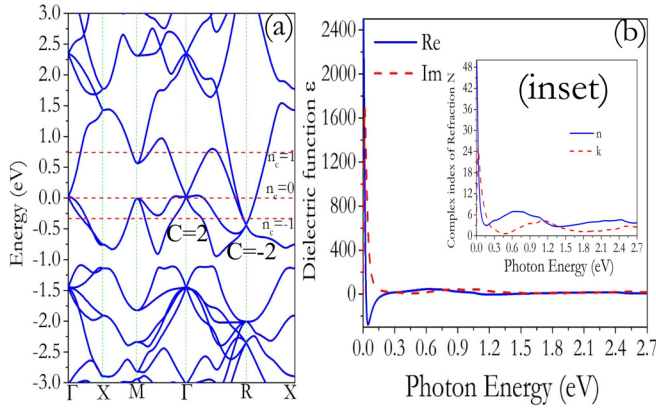 (a)
Energy (eV)
3.0
2.5
2.0
1.5
1.0
0.5
0.0
-0.5
-1.0
-1.5
-2.0
-2.5
-3.0
n_c=1
n_c=0
n_c=-1
C=2
C=-2
Γ X M Γ R X
(b)
Re
Im
Dielectric function ε
2400
2000
1600
1200
800
400
0
0.0 0.3 0.6 0.9 1.2 1.5 1.8 2.1 2.4 2.7
Photon Energy (eV)
(inset)
n
k
Complex index of Refraction N
48
42
36
30
24
18
12
6
0
0.0 0.3 0.6 0.9 1.2 1.5 1.8 2.1 2.4 2.7
Photon Energy (eV)